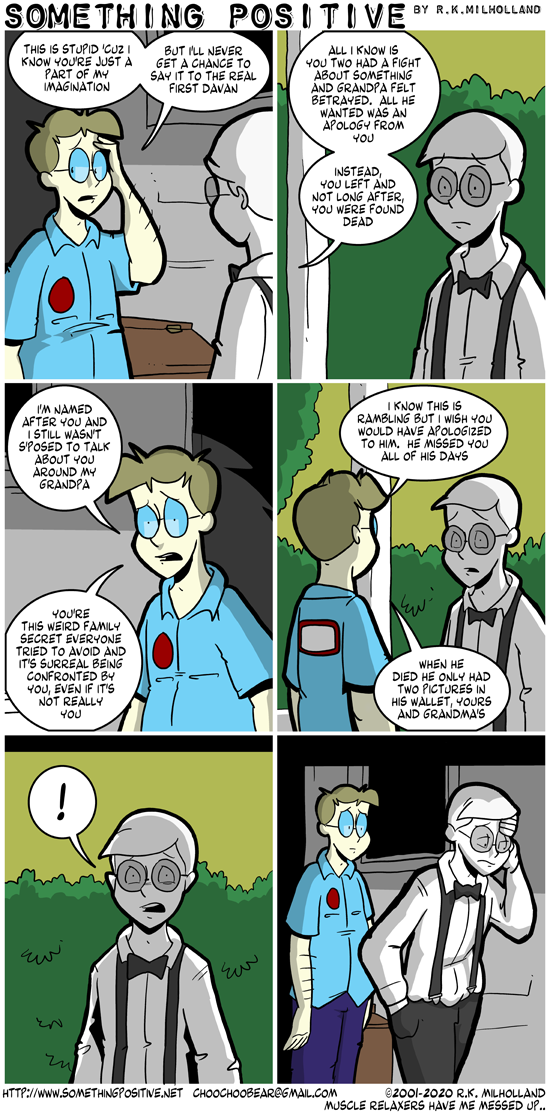 SOMETHING POSITIVE BY R.K.MILHOLLAND
THIS IS STUPID 'CUZ I
KNOW YOU'RE JUST A
PART OF MY
IMAGINATION
BUT I'LL NEVER
GET A CHANCE TO
SAY IT TO THE REAL
FIRST DAVAN
ALL I KNOW IS
YOU TWO HAD A FIGHT
ABOUT SOMETHING
AND GRANDPA FELT
BETRAYED. ALL HE
WANTED WAS AN
APOLOGY FROM
YOU
INSTEAD,
YOU LEFT AND
NOT LONG AFTER,
YOU WERE FOUND
DEAD
I'M NAMED
AFTER YOU AND
I STILL WASN'T
S'POSED TO TALK
ABOUT YOU
AROUND MY
GRANDPA
YOU'RE
THIS WEIRD FAMILY
SECRET EVERYONE
TRIED TO AVOID AND
IT'S SURREAL BEING
CONFRONTED BY
YOU, EVEN IF IT'S
NOT REALLY
YOU
I KNOW THIS IS
RAMBLING BUT I WISH YOU
WOULD HAVE APOLOGIZED
TO HIM. HE MISSED YOU
ALL OF HIS DAYS
WHEN HE
DIED HE ONLY HAD
TWO PICTURES IN
HIS WALLET, YOURS
AND GRANDMA'S
!
HTTP://WWW.SOMETHINGPOSITIVE.NET CHOOCHOOBEAR@GMAIL.COM ©2001-2020 R.K. MILHOLLAND
MUSCLE RELAXERS HAVE ME MESSED UP..